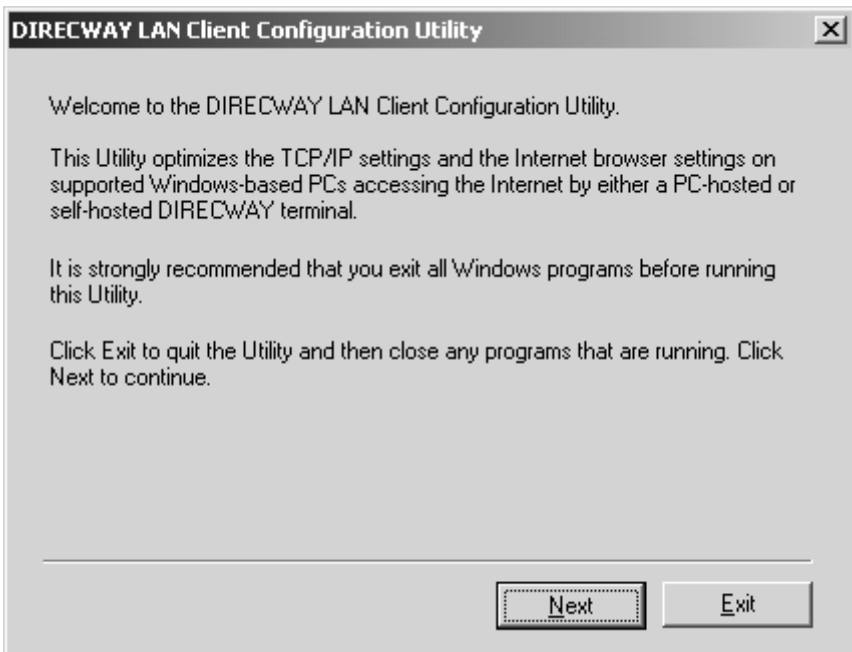 DIRECWAY LAN Client Configuration Utility
Welcome to the DIRECWAY LAN Client Configuration Utility.
This Utility optimizes the TCP/IP settings and the Internet browser settings on
supported Windows-based PCs accessing the Internet by either a PC-hosted or
self-hosted DIRECWAY terminal.
It is strongly recommended that you exit all Windows programs before running
this Utility.
Click Exit to quit the Utility and then close any programs that are running. Click
Next to continue.
Next
Exit